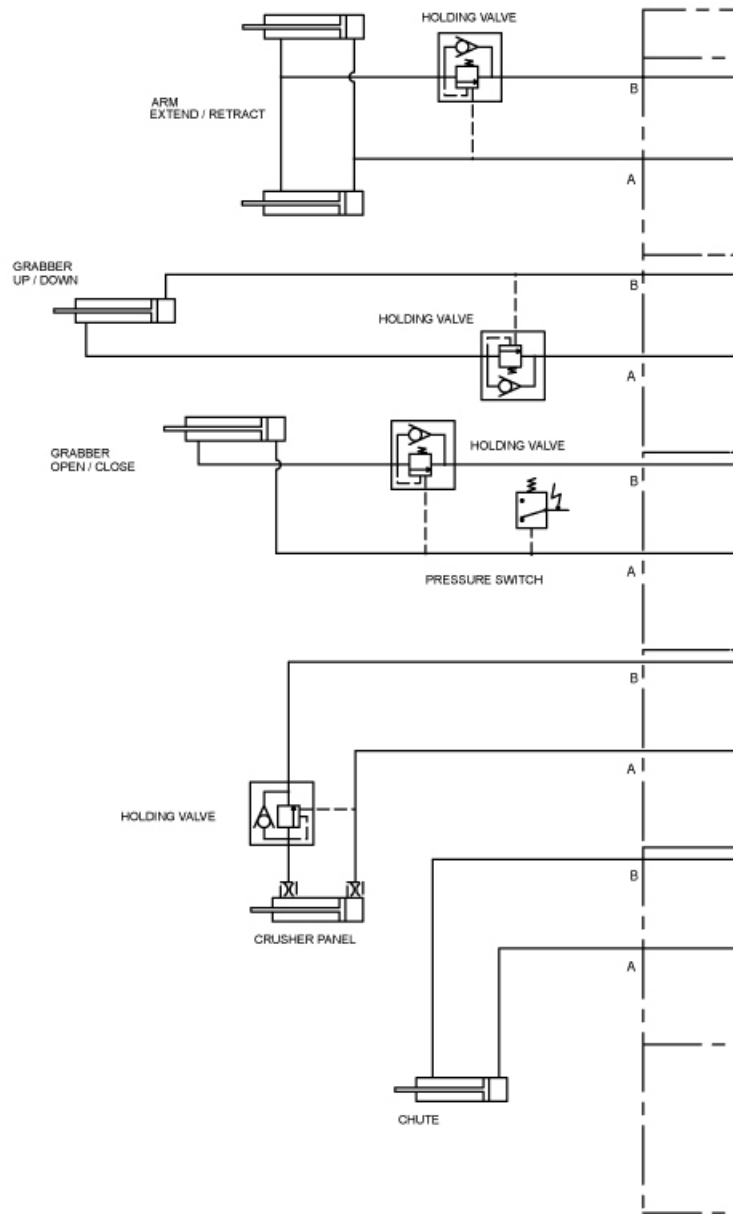 HOLDING VALVE
B
ARM
EXTEND / RETRACT
A
GRABBER
UP / DOWN
B
HOLDING VALVE
A
GRABBER
OPEN / CLOSE
HOLDING VALVE
B
PRESSURE SWITCH
A
B
A
HOLDING VALVE
B
CRUSHER PANEL
A
CHUTE